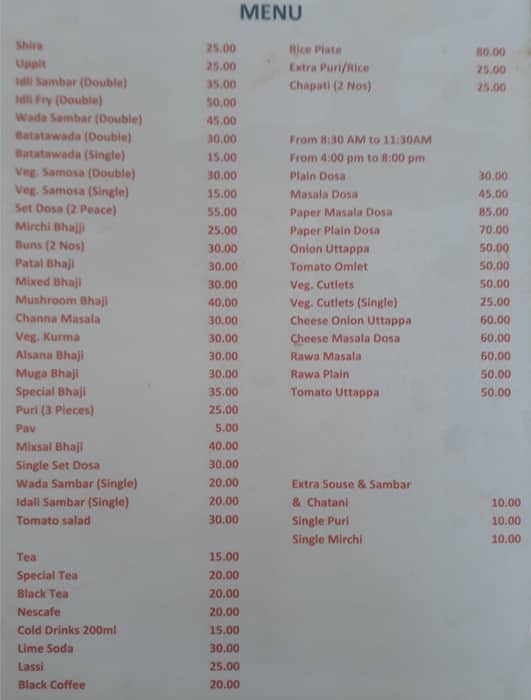 MENU
Shira 25.00
Uppit 25.00
Idli Sambar (Double) 35.00
Idli Fry (Double) 50.00
Wada Sambar (Double) 45.00
Batatawada (Double) 30.00
Batatawada (Single) 15.00
Veg. Samosa (Double) 30.00
Veg. Samosa (Single) 15.00
Set Dosa (2 Peace) 55.00
Mirchi Bhajji 25.00
Buns (2 Nos) 30.00
Patal Bhaji 30.00
Mixed Bhaji 30.00
Mushroom Bhaji 40.00
Channa Masala 30.00
Veg. Kurma 30.00
Alsana Bhaji 30.00
Muga Bhaji 30.00
Special Bhaji 35.00
Puri (3 Pieces) 25.00
Pav 5.00
Mixsal Bhaji 40.00
Single Set Dosa 30.00
Wada Sambar (Single) 20.00
Idali Sambar (Single) 20.00
Tomato salad 30.00
Tea 15.00
Special Tea 20.00
Black Tea 20.00
Nescafe 20.00
Cold Drinks 200ml 15.00
Lime Soda 30.00
Lassi 25.00
Black Coffee 20.00
Rice Plate 80.00
Extra Puri/Rice 25.00
Chapati (2 Nos) 25.00
From 8:30 AM to 11:30AM
From 4:00 pm to 8:00 pm
Plain Dosa 30.00
Masala Dosa 45.00
Paper Masala Dosa 85.00
Paper Plain Dosa 70.00
Onion Uttappa 50.00
Tomato Omlet 50.00
Veg. Cutlets 50.00
Veg. Cutlets (Single) 25.00
Cheese Onion Uttappa 60.00
Cheese Masala Dosa 60.00
Rawa Masala 60.00
Rawa Plain 50.00
Tomato Uttappa 50.00
Extra Souse & Sambar
& Chatani 10.00
Single Puri 10.00
Single Mirchi 10.00